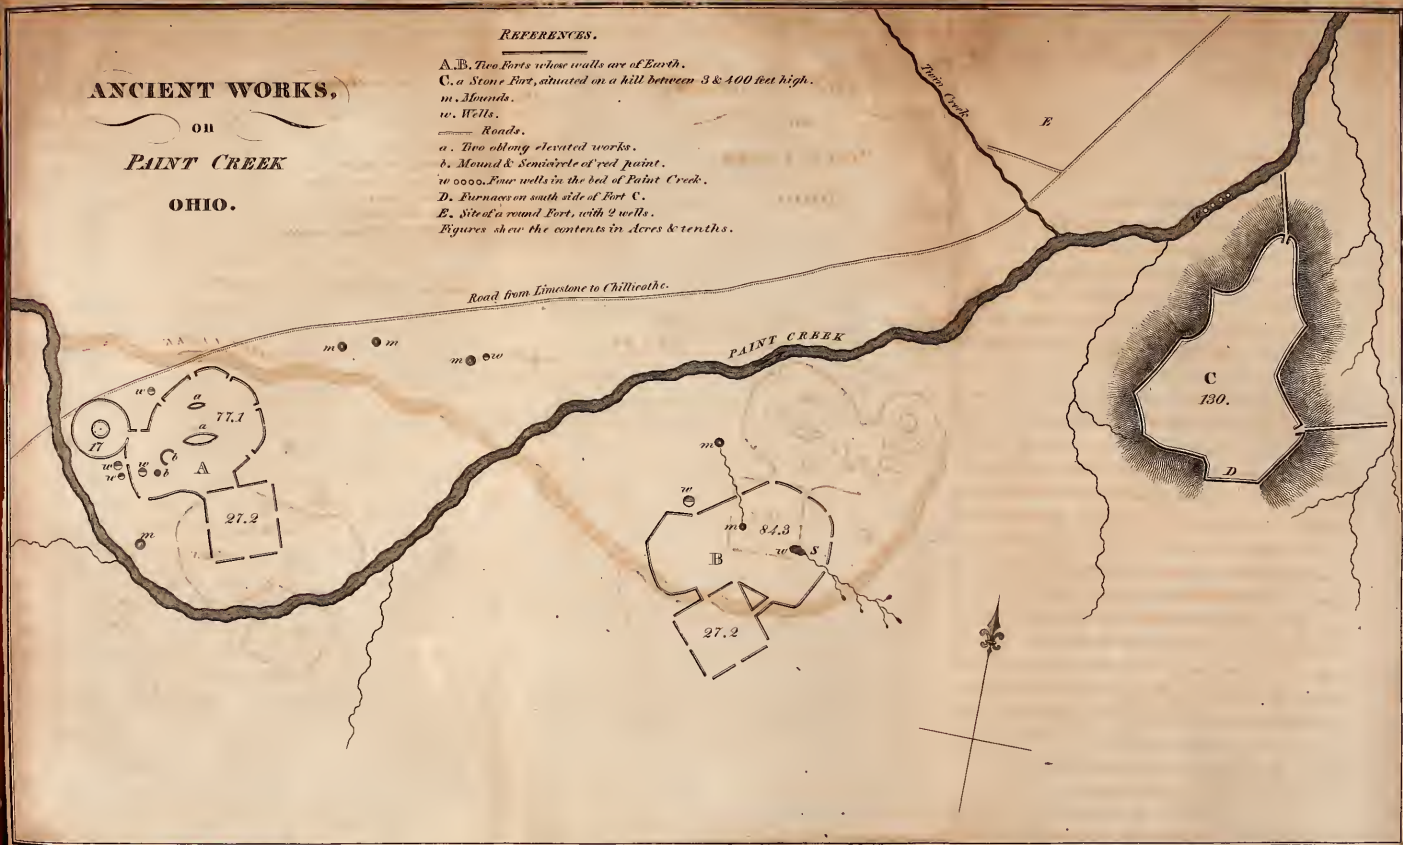 ANCIENT WORKS,
on
PAINT CREEK
OHIO.
REFERENCES.
A.B. Two Forts whose walls are of Earth.
C. a Stone Fort, situated on a hill between 3 & 400 feet high.
m. Mounds.
w. Wells.
Roads.
a. Two oblong elevated works.
b. Mound & Semicircle of red paint.
w oooo. Four wells in the bed of Paint Creek.
D. Furnaces on south side of Fort C.
E. Site of a round Fort, with 2 wells.
Figures shew the contents in Acres & tenths.
Twin Creek
E
w
Road from Limestone to Chillicothe.
PAINT CREEK
m
m
m
w
w
a
77.1
a
17
b
A
w
w
w
b
27.2
m
m
w
m
84.3
w
S
B
27.2
C
130.
D